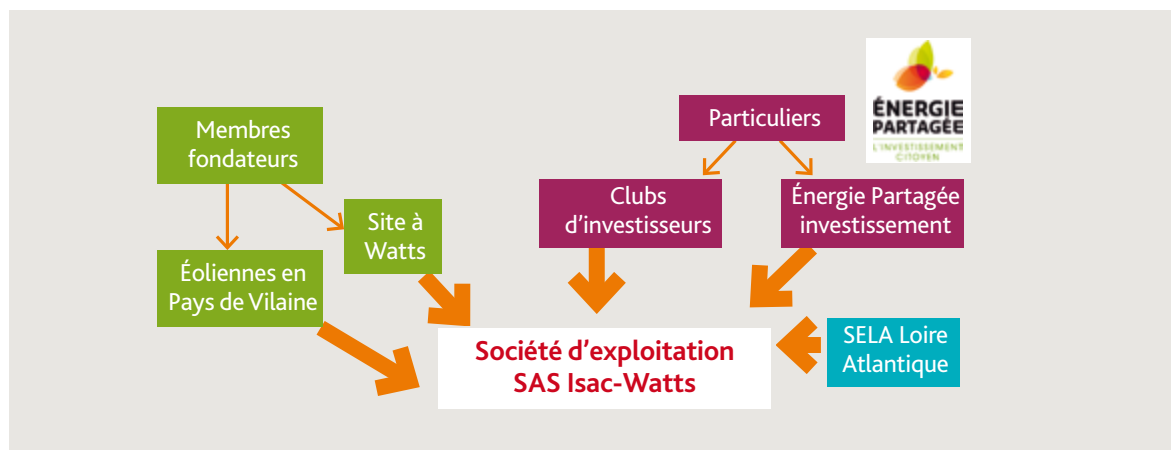 Membres
fondateurs
Site à
Watts
Éoliennes en
Pays de Vilaine
Particuliers
Clubs
d’investisseurs
Énergie Partagée
investissement
ÉNERGIE
PARTAGÉE
L'INVESTISSEMENT
CITOYEN
SELA Loire
Atlantique
Société d’exploitation
SAS Isac-Watts